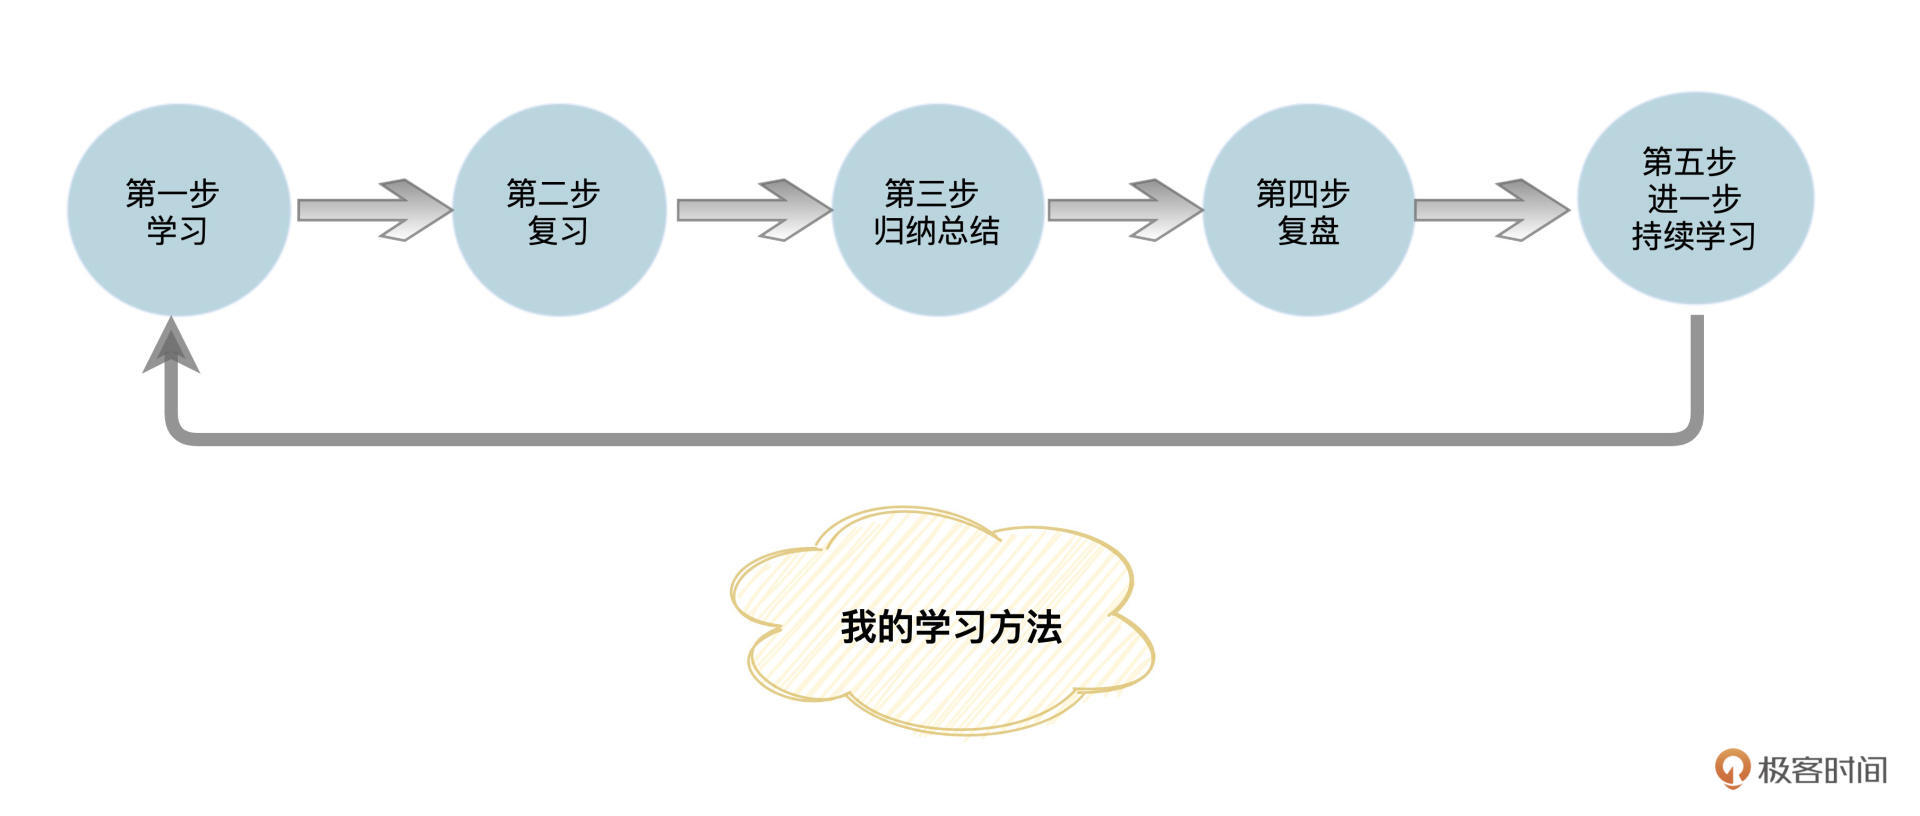 第一步
学习
第二步
复习
第三步
归纳总结
第四步
复盘
第五步
进一步
持续学习
我的学习方法
极客时间